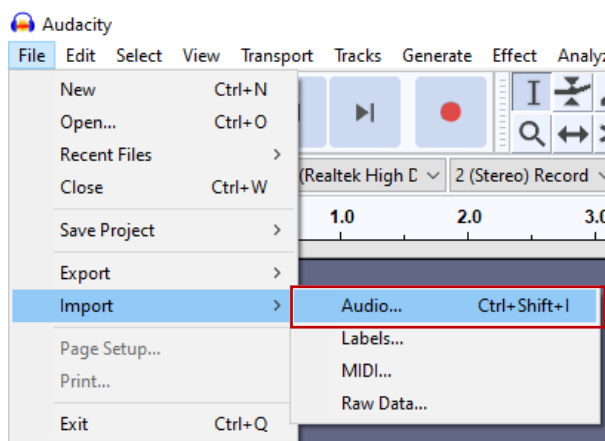 Audacity
File Edit Select View Transport Tracks Generate Effect
New Ctrl+N
Open... Ctrl+O
Recent Files
Close Ctrl+W
(Realtek High 2 (Stereo) Record
Save Project
1.0 2.0
Export
Import
Audio... Ctrl+Shift+I
Labels...
Page Setup...
MIDI...
Print...
Raw Data...
Exit Ctrl+Q